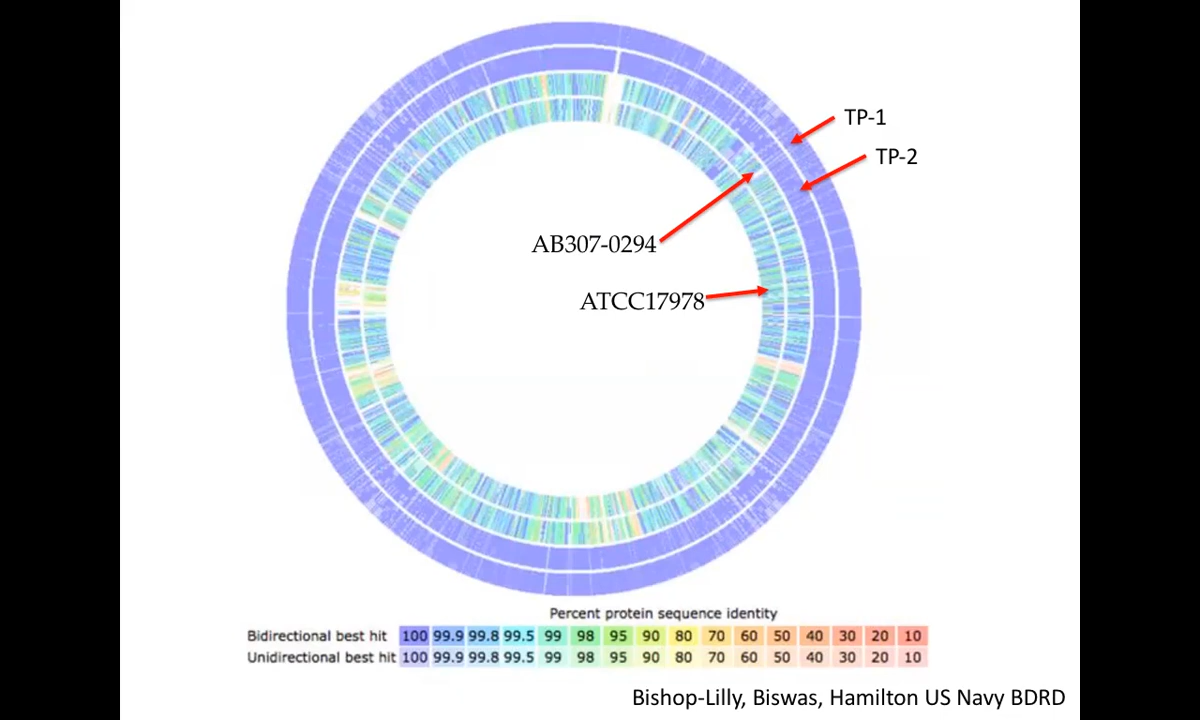 TP-1
TP-2
AB307-0294
ATCC17978
Percent protein sequence identity
Bidirectional best hit 100 99.9 99.8 99.5 99 98 95 90 80 70 60 50 40 30 20 10
Unidirectional best hit 100 99.9 99.8 99.5 99 98 95 90 80 70 60 50 40 30 20 10
Bishop-Lilly, Biswas, Hamilton US Navy BDRD